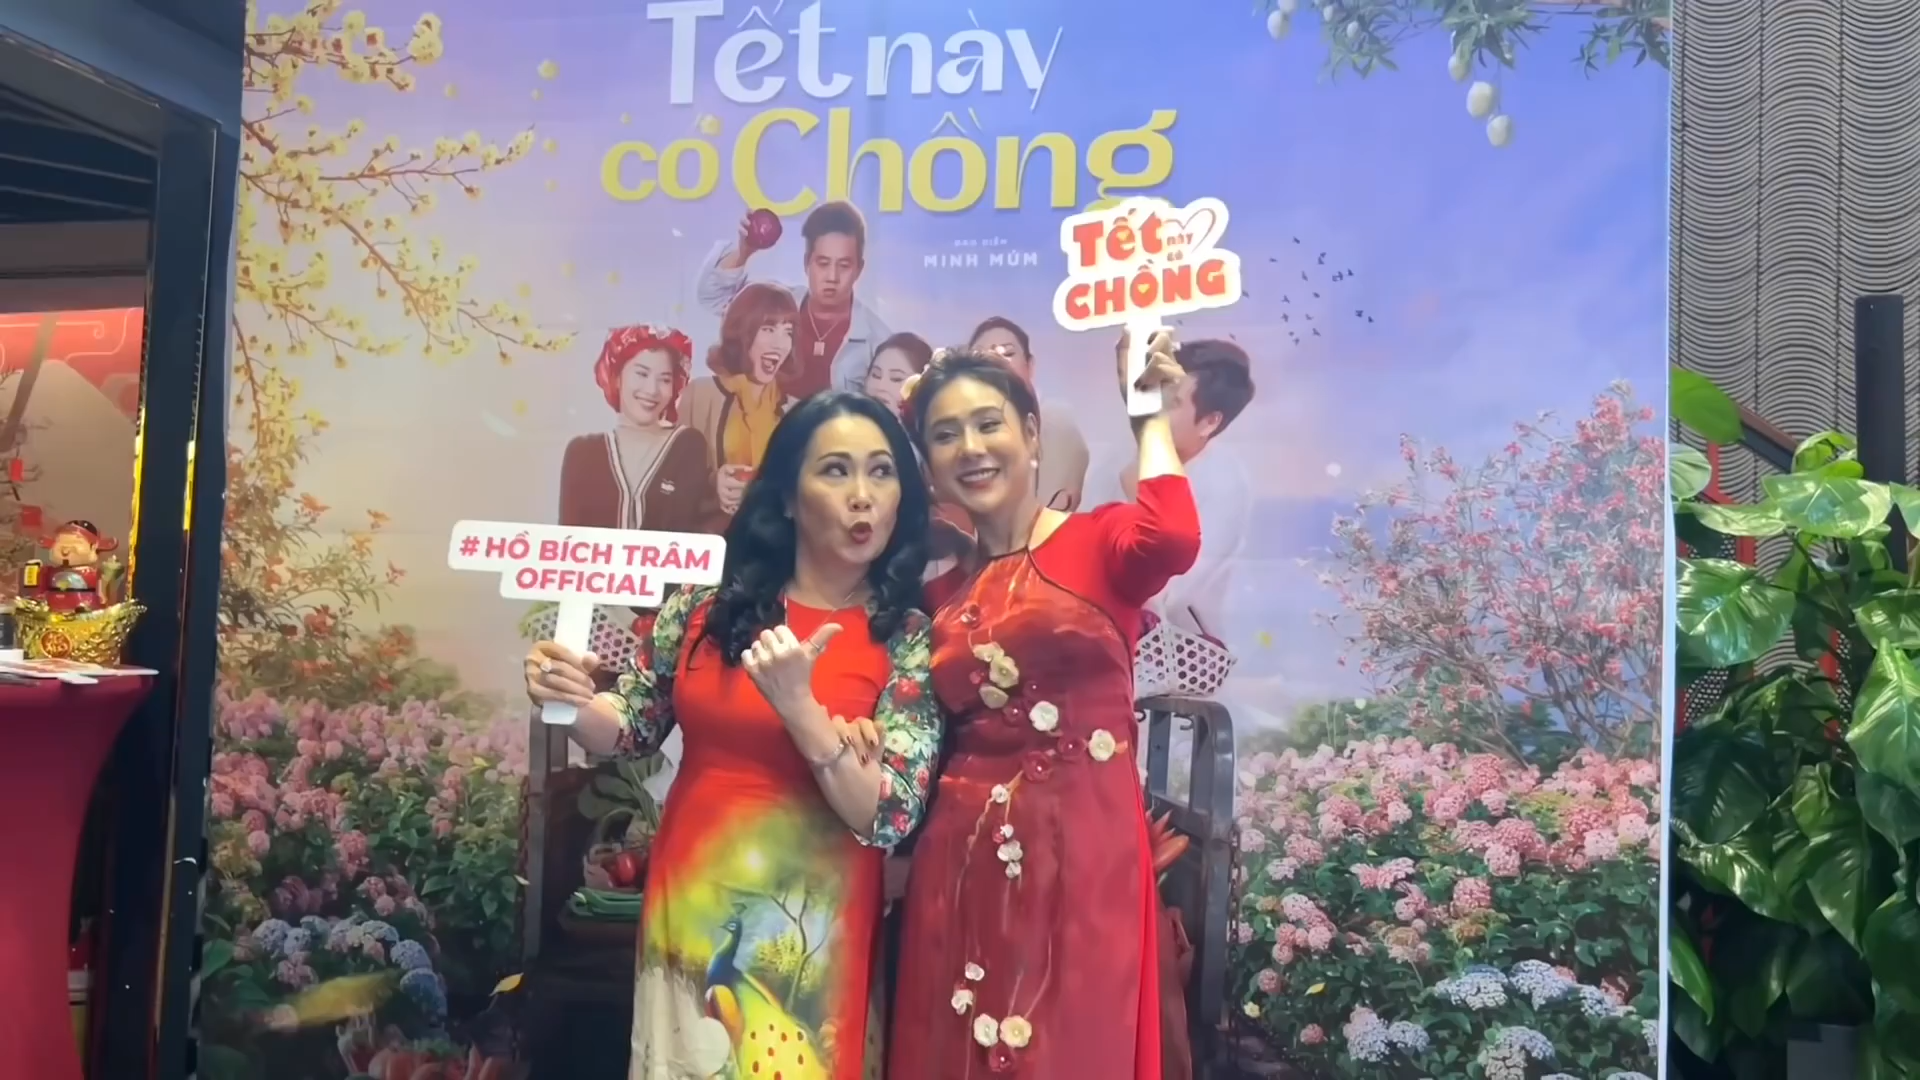 Tết này
có Chồng
ĐẠO DIỄN
MINH MÚM
Tết này
có
CHỒNG
# HỒ BÍCH TRÂM
OFFICIAL